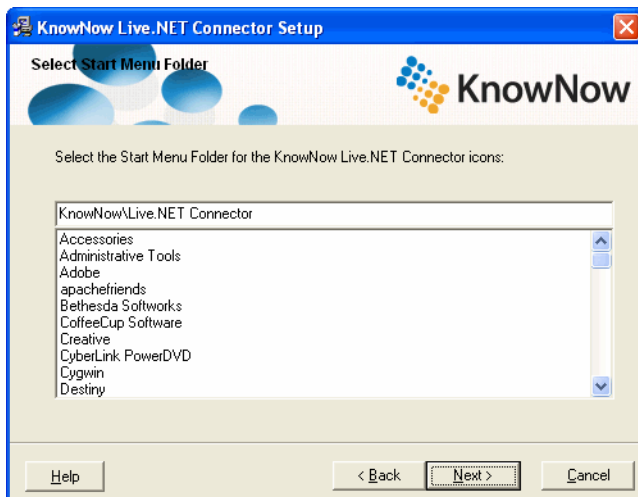 KnowNow Live.NET Connector Setup
Select Start Menu Folder
KnowNow
Select the Start Menu Folder for the KnowNow Live.NET Connector icons:
KnowNow\Live.NET Connector
Accessories
Administrative Tools
Adobe
apachefriends
Bethesda Softworks
CoffeeCup Software
Creative
CyberLink PowerDVD
Cygwin
Destiny
Help
< Back
Next >
Cancel